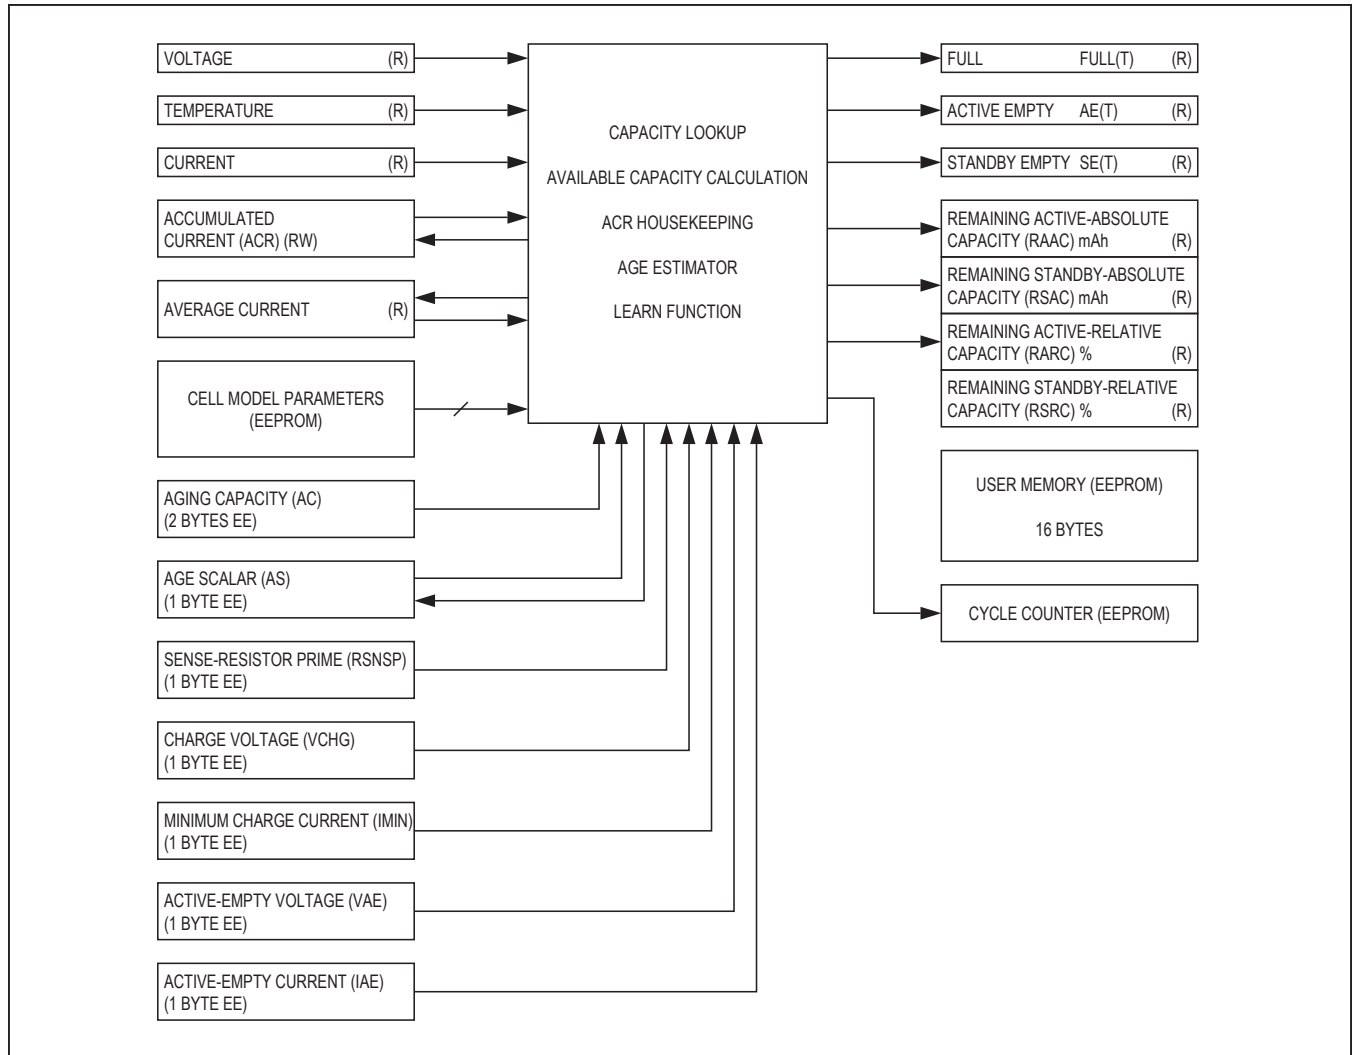 VOLTAGE (R)
TEMPERATURE (R)
CURRENT (R)
ACCUMULATED
CURRENT (ACR) (RW)
AVERAGE CURRENT (R)
CELL MODEL PARAMETERS
(EEPROM)
AGING CAPACITY (AC)
(2 BYTES EE)
AGE SCALAR (AS)
(1 BYTE EE)
SENSE-RESISTOR PRIME (RSNSP)
(1 BYTE EE)
CHARGE VOLTAGE (VCHG)
(1 BYTE EE)
MINIMUM CHARGE CURRENT (IMIN)
(1 BYTE EE)
ACTIVE-EMPTY VOLTAGE (VAE)
(1 BYTE EE)
ACTIVE-EMPTY CURRENT (IAE)
(1 BYTE EE)
CAPACITY LOOKUP
AVAILABLE CAPACITY CALCULATION
ACR HOUSEKEEPING
AGE ESTIMATOR
LEARN FUNCTION
FULL FULL(T) (R)
ACTIVE EMPTY AE(T) (R)
STANDBY EMPTY SE(T) (R)
REMAINING ACTIVE-ABSOLUTE
CAPACITY (RAAC) mAh (R)
REMAINING STANDBY-ABSOLUTE
CAPACITY (RSAC) mAh (R)
REMAINING ACTIVE-RELATIVE
CAPACITY (RARC) % (R)
REMAINING STANDBY-RELATIVE
CAPACITY (RSRC) % (R)
USER MEMORY (EEPROM)
16 BYTES
CYCLE COUNTER (EEPROM)